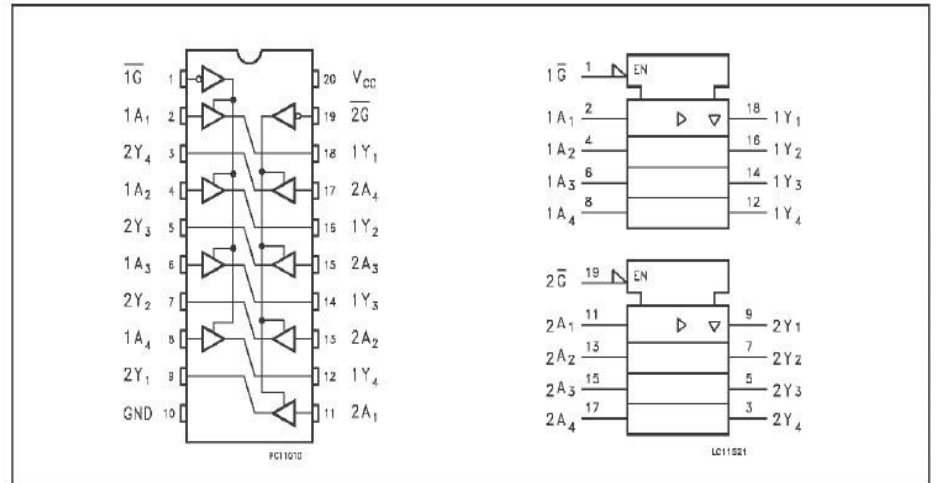 1G 1 20 VCC
1A1 2 19 2G
2Y4 3 18 1Y1
1A2 4 17 2A4
2Y3 5 16 1Y2
1A3 6 15 2A3
2Y2 7 14 1Y3
1A4 8 13 2A2
2Y1 9 12 1Y4
GND 10 11 2A1
PC11010
1G 1 EN
1A1 2 18 1Y1
1A2 4 16 1Y2
1A3 6 14 1Y3
1A4 8 12 1Y4
2G 19 EN
2A1 11 9 2Y1
2A2 13 7 2Y2
2A3 15 5 2Y3
2A4 17 3 2Y4
LC11521